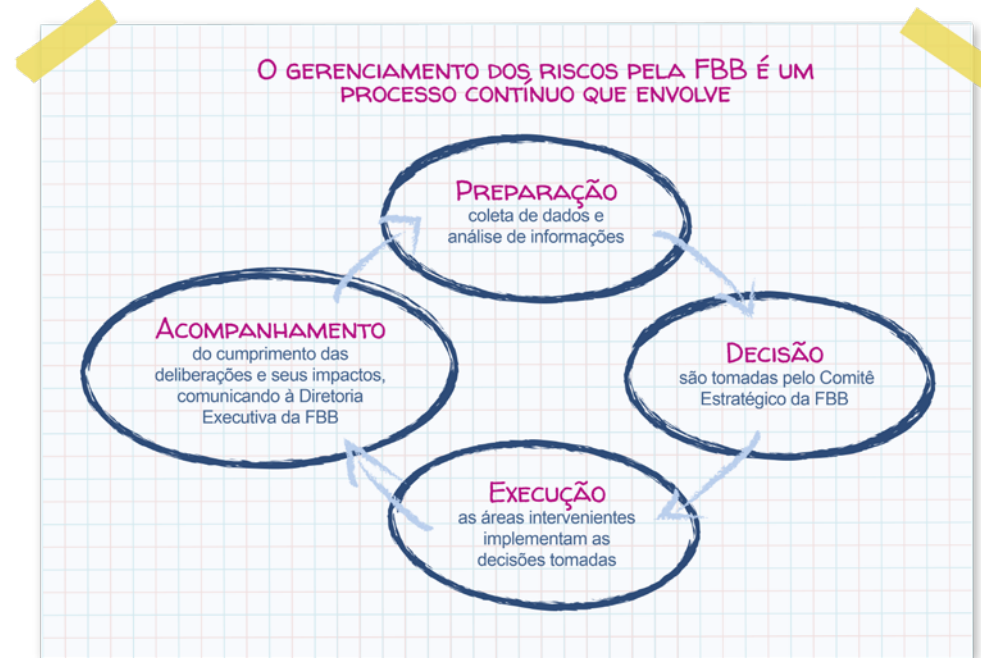 O GERENCIAMENTO DOS RISCOS PELA FBB É UM
PROCESSO CONTÍNUO QUE ENVOLVE
PREPARAÇÃO
coleta de dados e
análise de informações
DECISÃO
são tomadas pelo Comitê
Estratégico da FBB
EXECUÇÃO
as áreas intervenientes
implementam as
decisões tomadas
ACOMPANHAMENTO
do cumprimento das
deliberações e seus impactos,
comunicando à Diretoria
Executiva da FBB